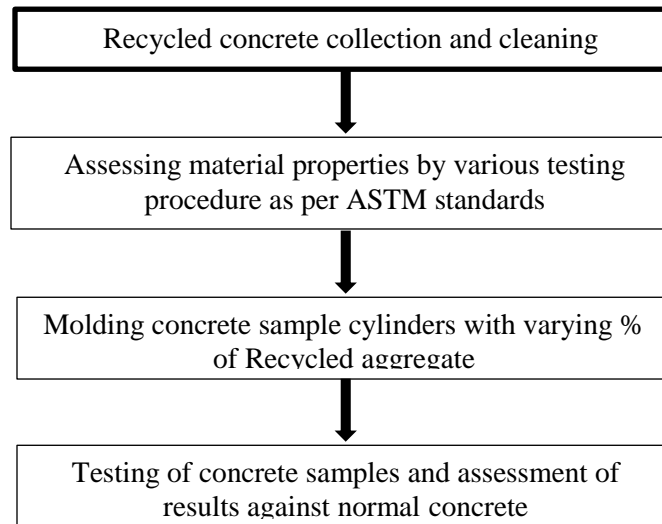 Recycled concrete collection and cleaning
Assessing material properties by various testing
procedure as per ASTM standards
Molding concrete sample cylinders with varying %
of Recycled aggregate
Testing of concrete samples and assessment of
results against normal concrete